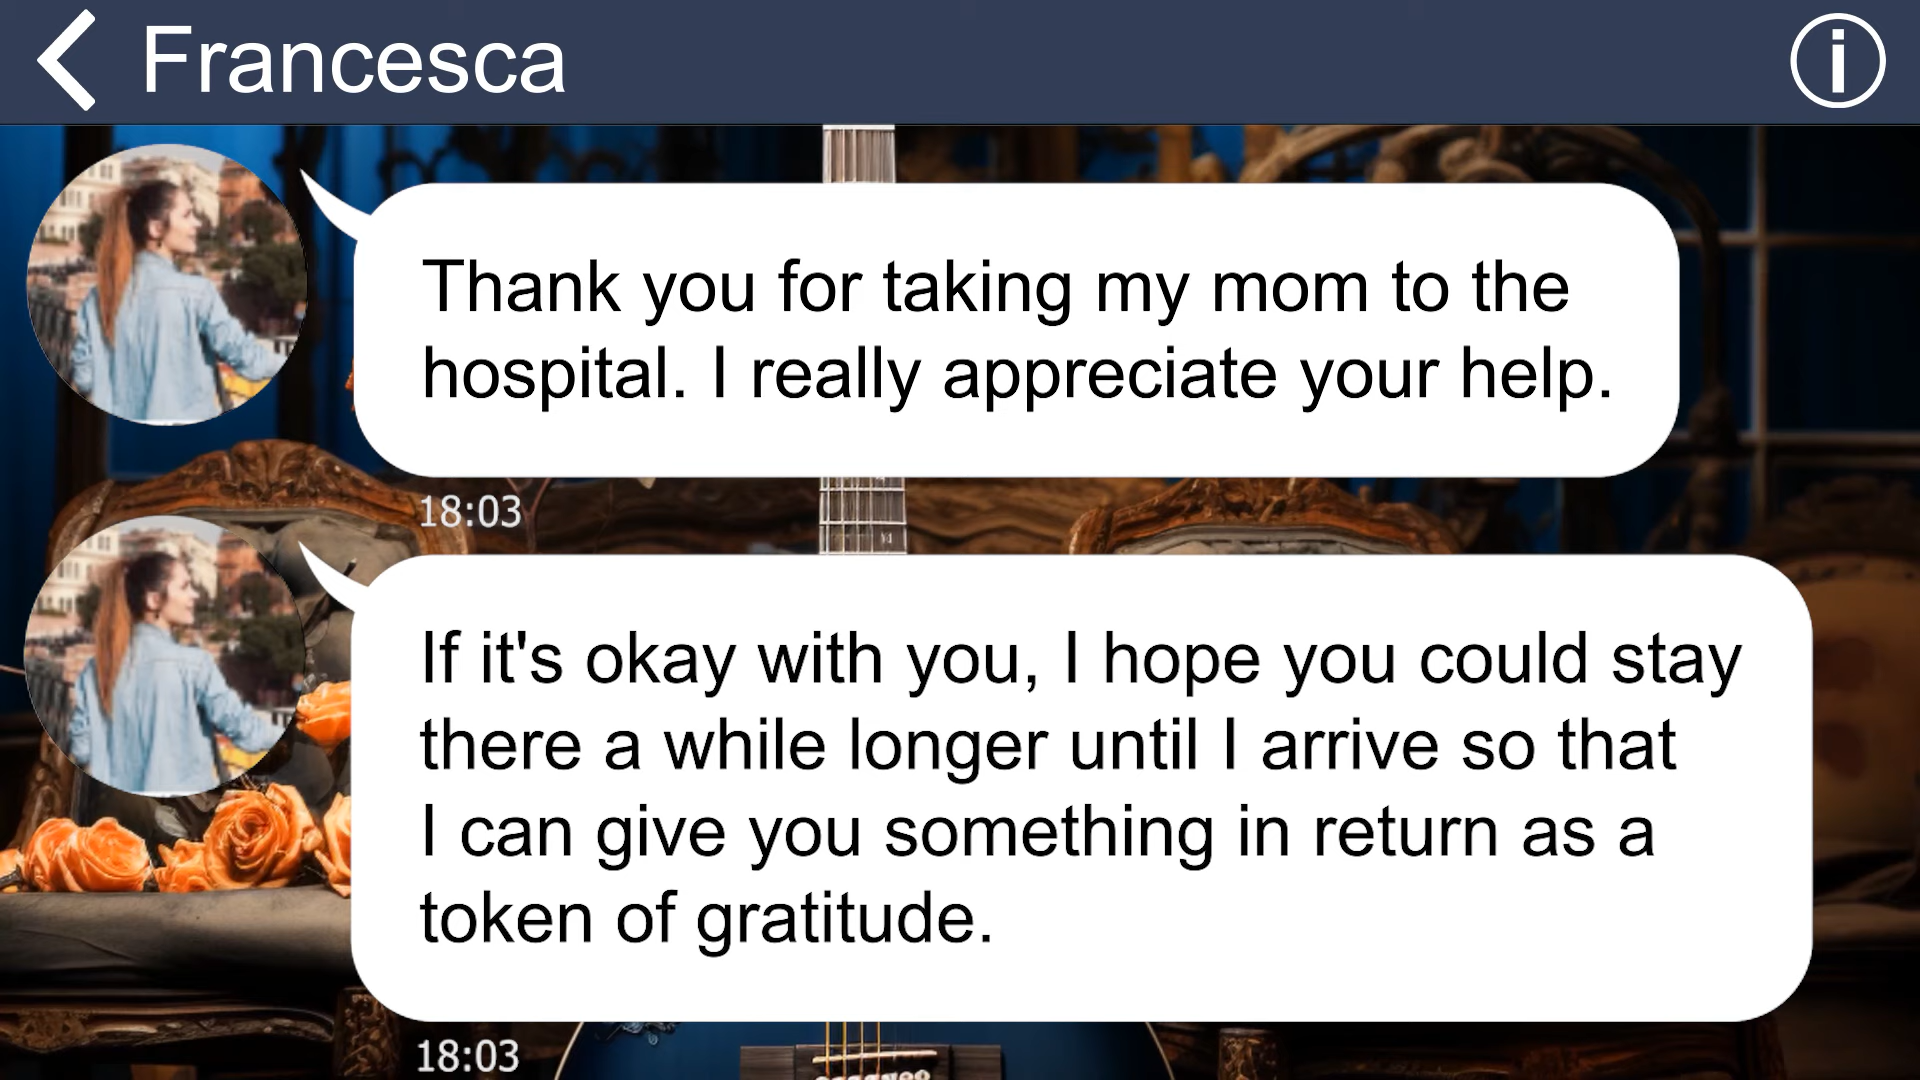 Francesca
Thank you for taking my mom to the
hospital. I really appreciate your help.
18:03
If it's okay with you, I hope you could stay
there a while longer until I arrive so that
I can give you something in return as a
token of gratitude.
18:03